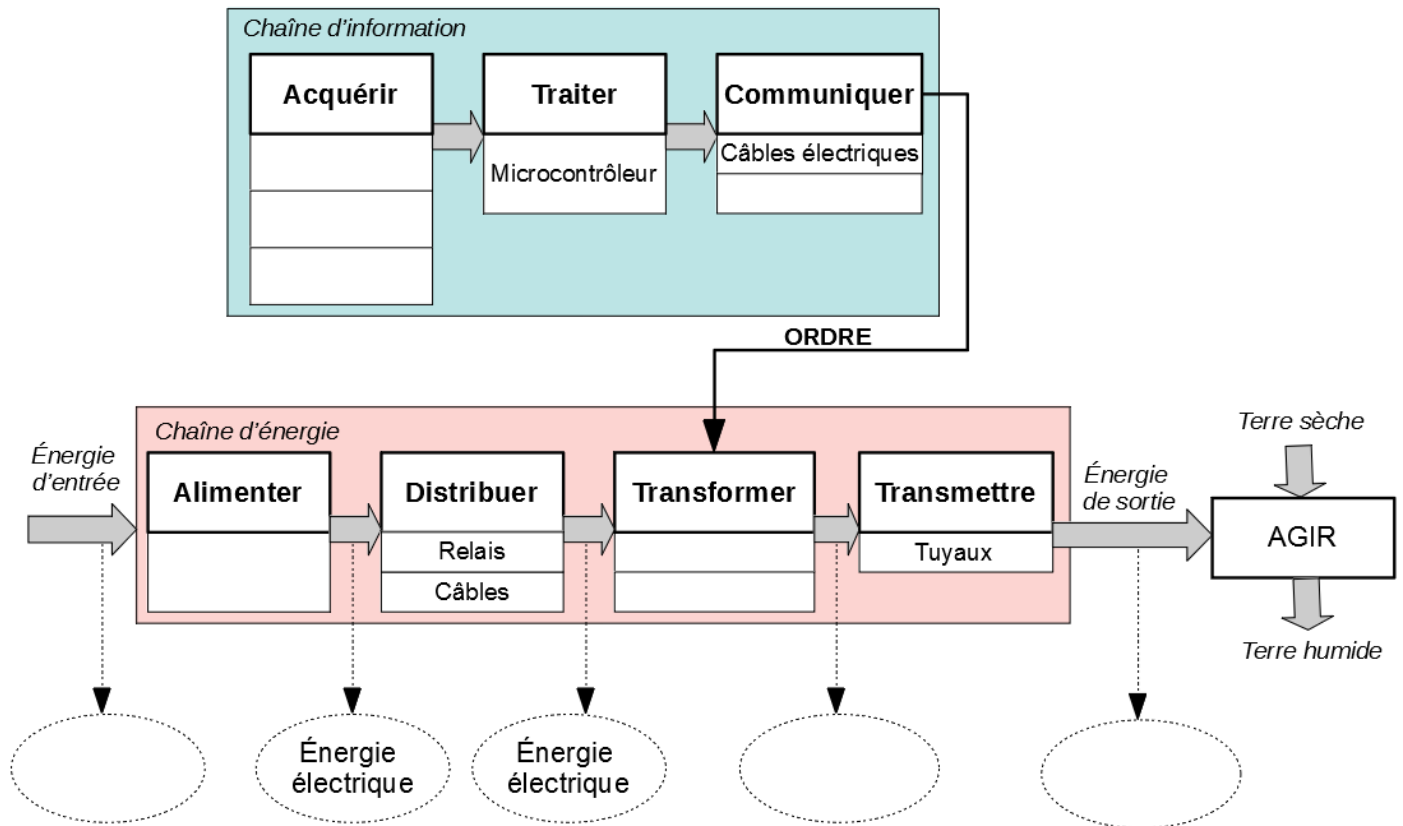 Chaîne d'information
Acquérir
Traiter
Communiquer
Microcontrôleur
Câbles électriques
ORDRE
Chaîne d'énergie
Énergie
d'entrée
Alimenter
Distribuer
Relais
Câbles
Transformer
Transmettre
Tuyaux
Énergie
de sortie
Terre sèche
AGIR
Terre humide
Énergie
électrique
Énergie
électrique